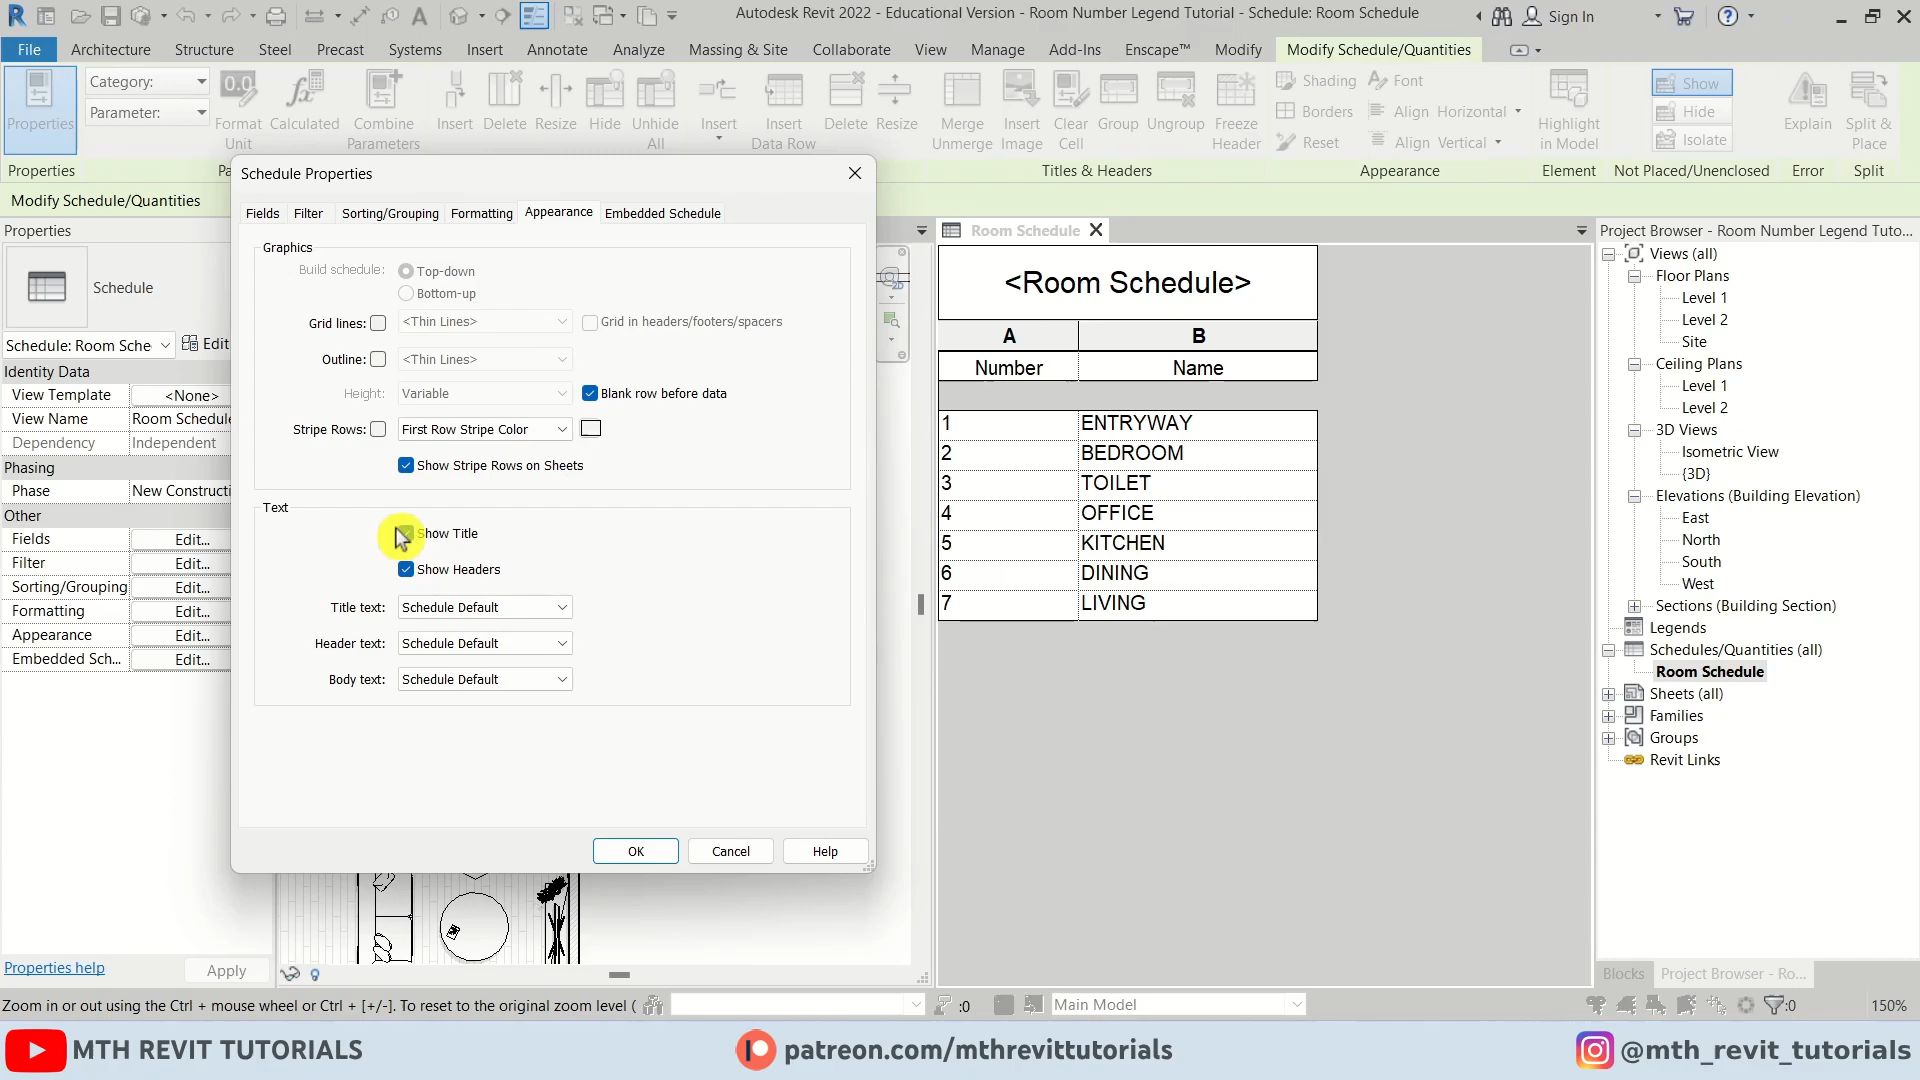 Autodesk Revit 2022 - Educational Version - Room Number Legend Tutorial - Schedule: Room Schedule
Sign In
File Architecture Structure Steel Precast Systems Insert Annotate Analyze Massing & Site Collaborate View Manage Add-Ins Enscape™ Modify Modify Schedule/Quantities
Properties
Category:
Parameter:
Format Unit
Calculated
Combine Parameters
Insert
Delete
Resize
Hide
Unhide All
Insert
Insert Data Row
Delete
Resize
Merge Unmerge
Insert Image
Clear Cell
Group
Ungroup
Freeze Header
Shading
Borders
Reset
Font
Align Horizontal
Align Vertical
Highlight in Model
Show
Hide
Isolate
Explain
Split & Place
Properties
Pa
Titles & Headers
Appearance
Element
Not Placed/Unenclosed
Error
Split
Modify Schedule/Quantities
Properties
Schedule
Schedule: Room Sche
Edit
Identity Data
View Template <None>
View Name Room Schedule
Dependency Independent
Phasing
Phase New Constructi
Other
Fields Edit...
Filter Edit...
Sorting/Grouping Edit...
Formatting Edit...
Appearance Edit...
Embedded Sch... Edit...
Properties help
Apply
Schedule Properties
Fields Filter Sorting/Grouping Formatting Appearance Embedded Schedule
Graphics
Build schedule: Top-down
Bottom-up
Grid lines: <Thin Lines> Grid in headers/footers/spacers
Outline: <Thin Lines>
Height: Variable Blank row before data
Stripe Rows: First Row Stripe Color
Show Stripe Rows on Sheets
Text
Show Title
Show Headers
Title text: Schedule Default
Header text: Schedule Default
Body text: Schedule Default
OK Cancel Help
Room Schedule
<Room Schedule>
A B
Number Name
1 ENTRYWAY
2 BEDROOM
3 TOILET
4 OFFICE
5 KITCHEN
6 DINING
7 LIVING
Project Browser - Room Number Legend Tuto...
Views (all)
Floor Plans
Level 1
Level 2
Site
Ceiling Plans
Level 1
Level 2
3D Views
Isometric View
{3D}
Elevations (Building Elevation)
East
North
South
West
Sections (Building Section)
Legends
Schedules/Quantities (all)
Room Schedule
Sheets (all)
Families
Groups
Revit Links
Blocks Project Browser - Ro...
Zoom in or out using the Ctrl + mouse wheel or Ctrl + [+/-]. To reset to the original zoom level (
:0
Main Model
:0
150%
MTH REVIT TUTORIALS
patreon.com/mthrevittutorials
@mth_revit_tutorials